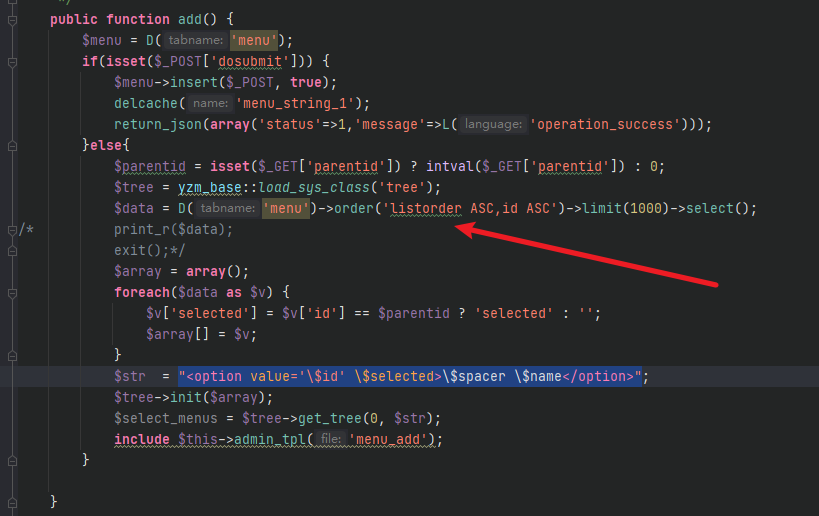 */
public function add() {
$menu = D( tabname: 'menu');
if(isset($_POST['dosubmit'])) {
$menu->insert($_POST, true);
delcache( name: 'menu_string_1');
return_json(array('status'=>1,'message'=>L( language: 'operation_success')));
}else{
$parentid = isset($_GET['parentid']) ? intval($_GET['parentid']) : 0;
$tree = yzm_base::load_sys_class('tree');
$data = D( tabname: 'menu')->order('listorder ASC,id ASC')->limit(1000)->select();
/* print_r($data);
exit();*/
$array = array();
foreach($data as $v) {
$v['selected'] = $v['id'] == $parentid ? 'selected' : '';
$array[] = $v;
}
$str = "<option value='\$id' \$selected>\$spacer \$name</option>";
$tree->init($array);
$select_menus = $tree->get_tree(0, $str);
include $this->admin_tpl( file: 'menu_add');
}
}